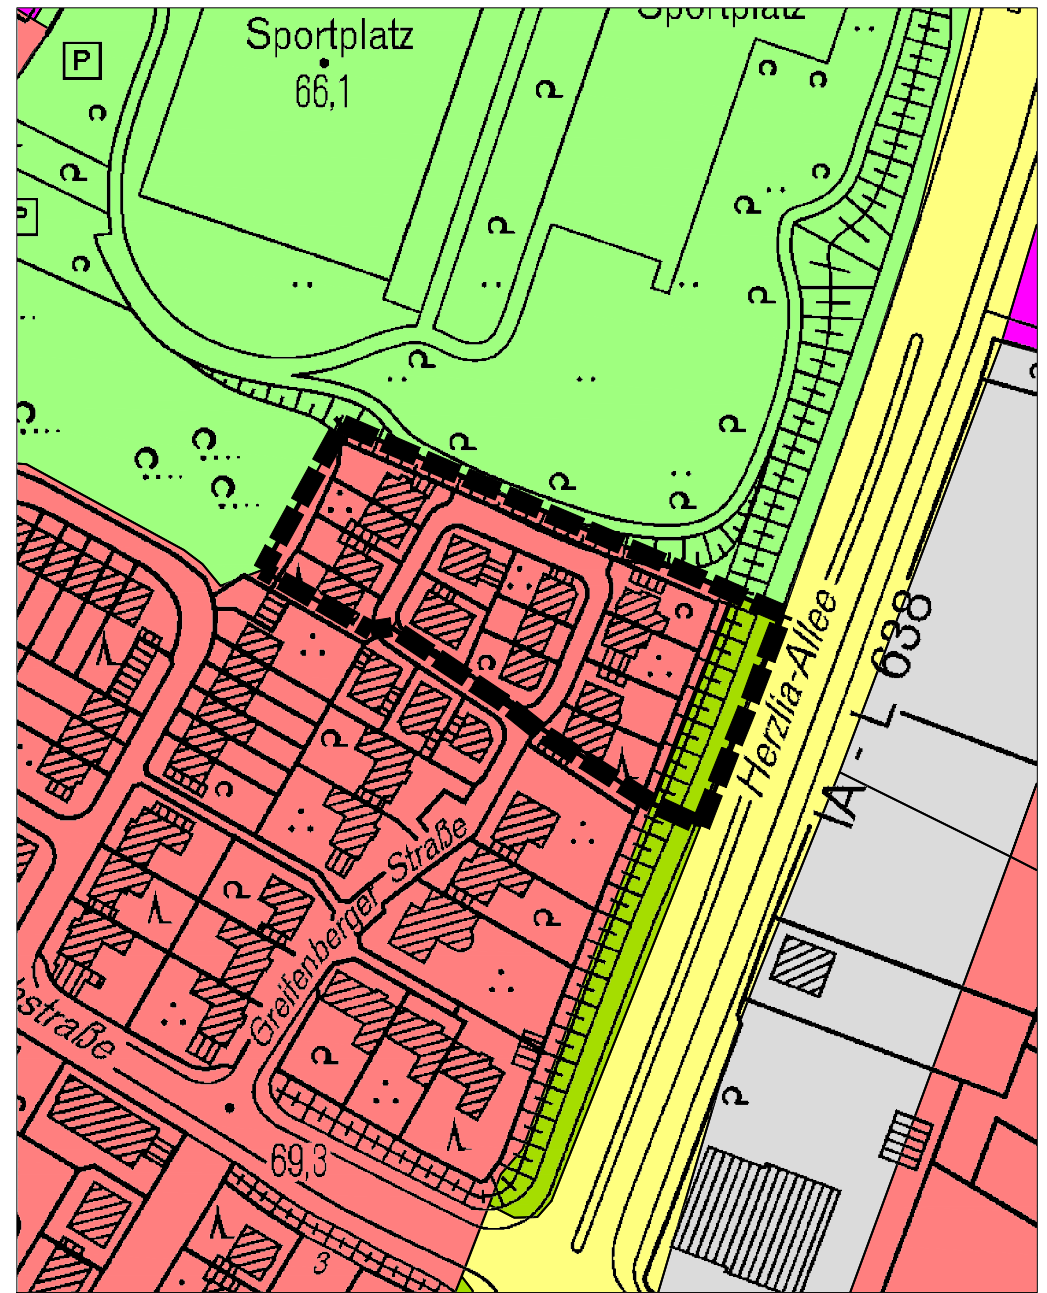 Sportplatz
Sportplatz
P
66,1
P
Herzlia-Allee
IA - L 638
Greifenberger Straße
straße
69,3
3